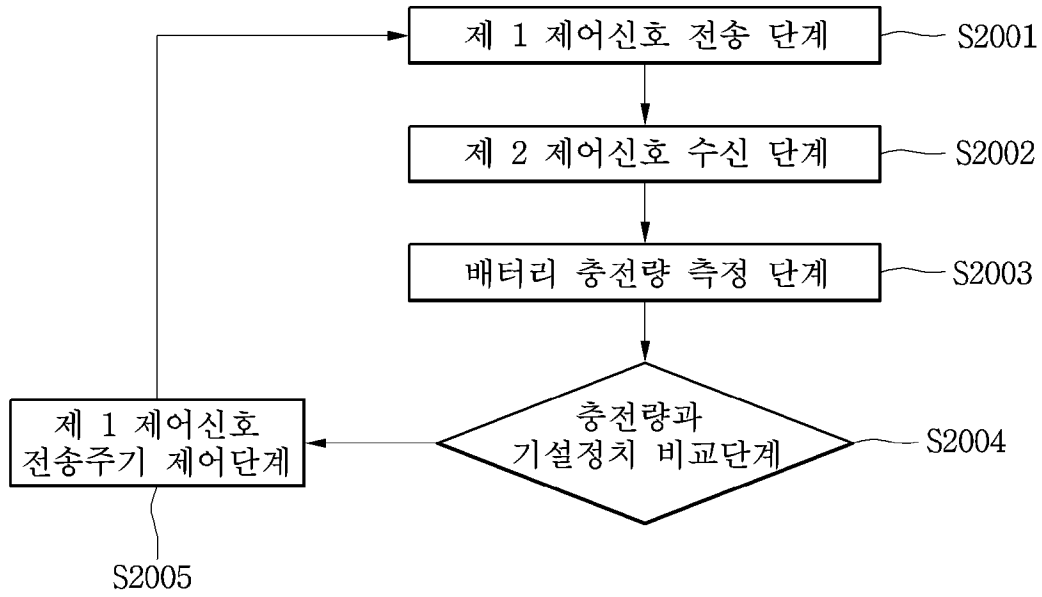 제 1 제어신호 전송 단계
S2001
제 2 제어신호 수신 단계
S2002
배터리 충전량 측정 단계
S2003
충전량과
기설정치 비교단계
S2004
제 1 제어신호
전송주기 제어단계
S2005